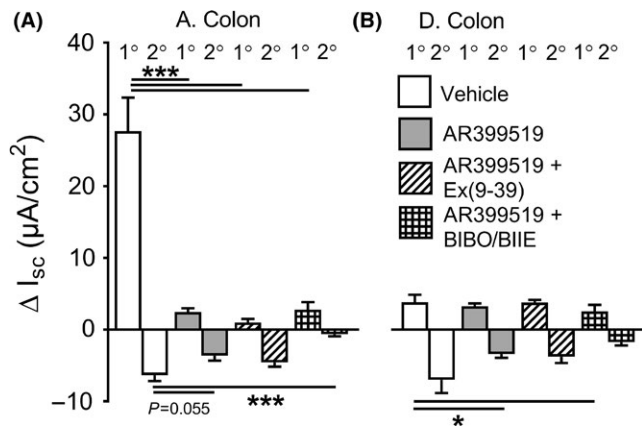 (A)
A. Colon
(B)
D. Colon
40
30
20
10
0
−10
Δ Isc (µA/cm²)
1° 2° 1° 2° 1° 2° 1° 2°
***
1° 2° 1° 2° 1° 2° 1° 2°
Vehicle
AR399519
AR399519 +
Ex(9-39)
AR399519 +
BIBO/BIIE
P=0.055
***
*